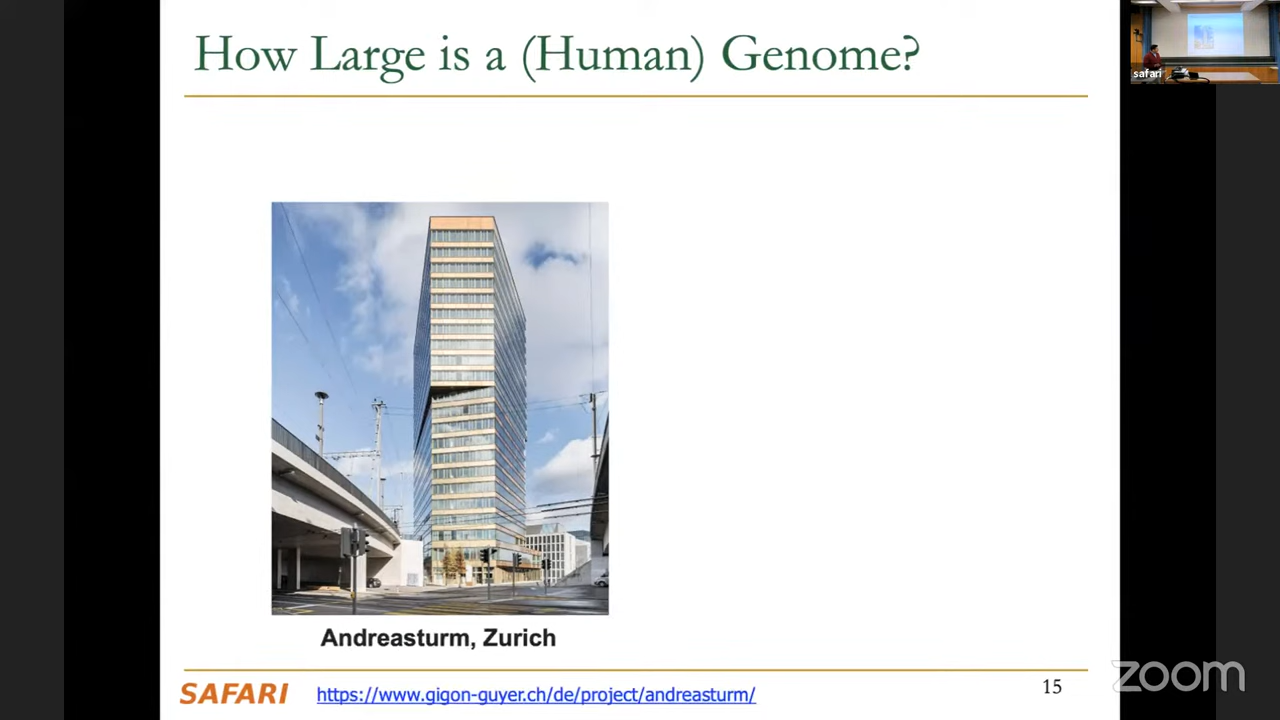 How Large is a (Human) Genome?
safari
Andreasturm, Zurich
SAFARI
https://www.gigon-guyer.ch/de/project/andreasturm/
15
zoom